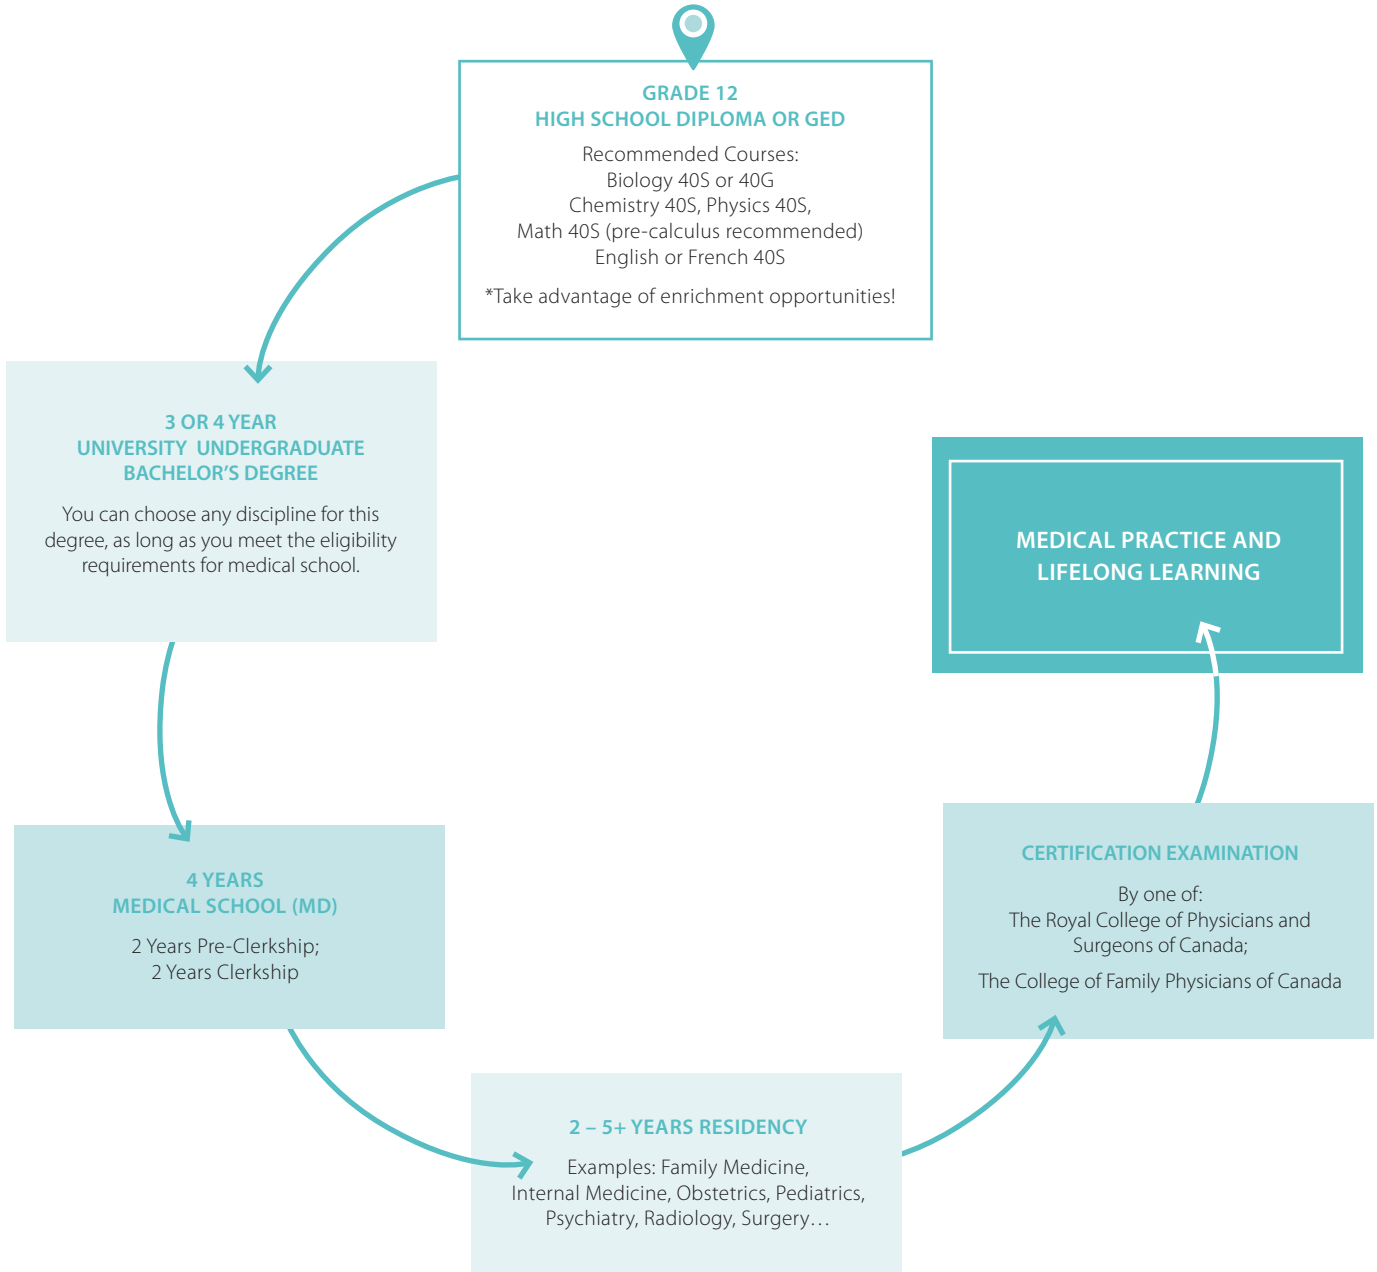 GRADE 12
HIGH SCHOOL DIPLOMA OR GED
Recommended Courses:
Biology 40S or 40G
Chemistry 40S, Physics 40S,
Math 40S (pre-calculus recommended)
English or French 40S
*Take advantage of enrichment opportunities!
3 OR 4 YEAR
UNIVERSITY UNDERGRADUATE
BACHELOR'S DEGREE
You can choose any discipline for this
degree, as long as you meet the eligibility
requirements for medical school.
4 YEARS
MEDICAL SCHOOL (MD)
2 Years Pre-Clerkship;
2 Years Clerkship
2 – 5+ YEARS RESIDENCY
Examples: Family Medicine,
Internal Medicine, Obstetrics, Pediatrics,
Psychiatry, Radiology, Surgery…
CERTIFICATION EXAMINATION
By one of:
The Royal College of Physicians and
Surgeons of Canada;
The College of Family Physicians of Canada
MEDICAL PRACTICE AND
LIFELONG LEARNING